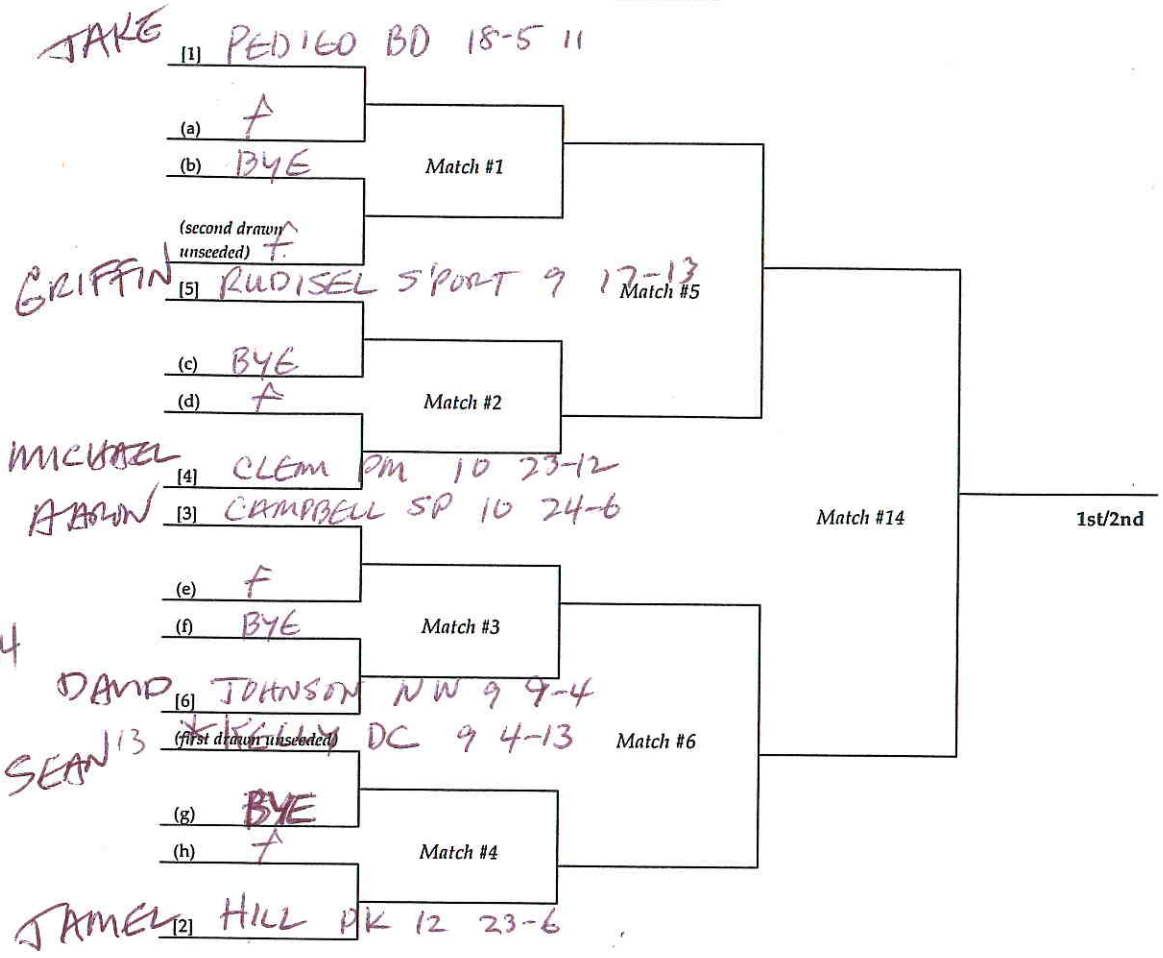 JAKE [1] PEDIGO BD 18-5 11
(a) f
(b) BYE
Match #1
(second drawn
unseeded) f
GRIFFIN [5] RUDISEL S'PORT 9 17-13
Match #5
(c) BYE
(d) f
Match #2
MICHAEL [4] CLEM PM 10 23-12
AARON [3] CAMPBELL SP 10 24-6
Match #14
1st/2nd
(e) f
(f) BYE
Match #3
4
DAVID [6] JOHNSON NW 9 9-4
SEAN 13 (first drawn unseeded) KELLY DC 9 4-13
Match #6
(g) BYE
(h) f
Match #4
JAMEL [2] HILL PK 12 23-6